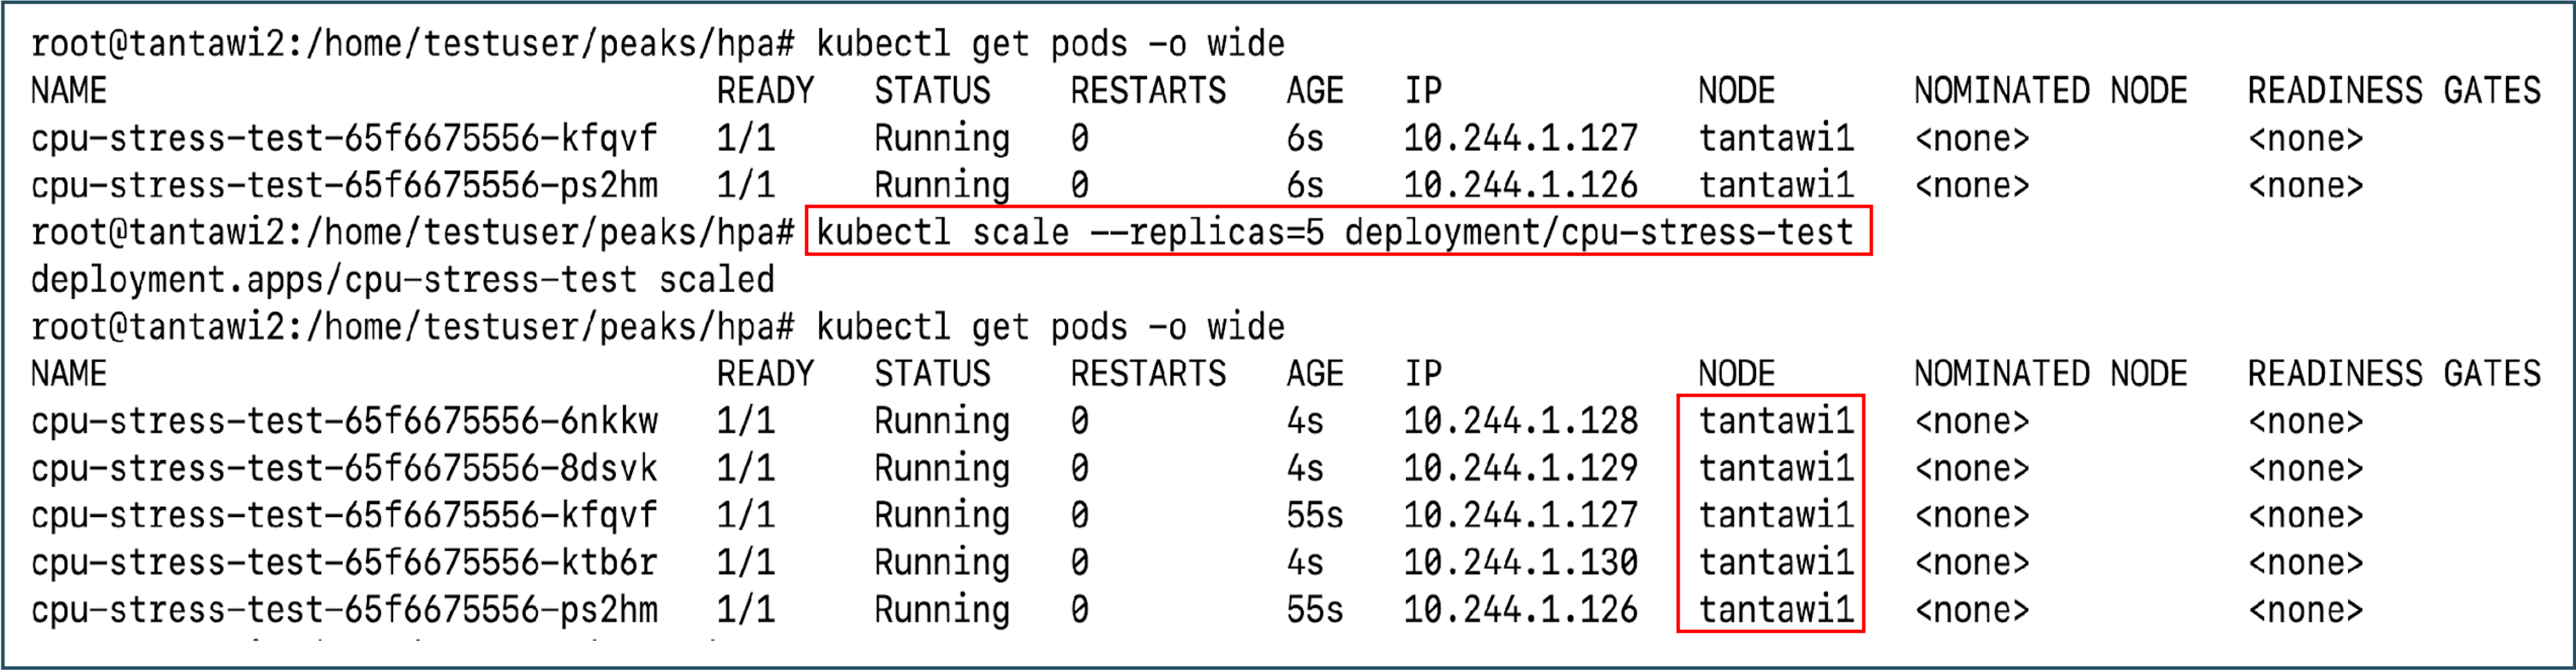 root@tantawi2:/home/testuser/peaks/hpa# kubectl get pods -o wide
NAME READY STATUS RESTARTS AGE IP NODE NOMINATED NODE READINESS GATES
cpu-stress-test-65f6675556-kfqvf 1/1 Running 0 6s 10.244.1.127 tantawi1 <none> <none>
cpu-stress-test-65f6675556-ps2hm 1/1 Running 0 6s 10.244.1.126 tantawi1 <none> <none>
root@tantawi2:/home/testuser/peaks/hpa# kubectl scale --replicas=5 deployment/cpu-stress-test
deployment.apps/cpu-stress-test scaled
root@tantawi2:/home/testuser/peaks/hpa# kubectl get pods -o wide
NAME READY STATUS RESTARTS AGE IP NODE NOMINATED NODE READINESS GATES
cpu-stress-test-65f6675556-6nkkw 1/1 Running 0 4s 10.244.1.128 tantawi1 <none> <none>
cpu-stress-test-65f6675556-8dsvk 1/1 Running 0 4s 10.244.1.129 tantawi1 <none> <none>
cpu-stress-test-65f6675556-kfqvf 1/1 Running 0 55s 10.244.1.127 tantawi1 <none> <none>
cpu-stress-test-65f6675556-ktb6r 1/1 Running 0 4s 10.244.1.130 tantawi1 <none> <none>
cpu-stress-test-65f6675556-ps2hm 1/1 Running 0 55s 10.244.1.126 tantawi1 <none> <none>